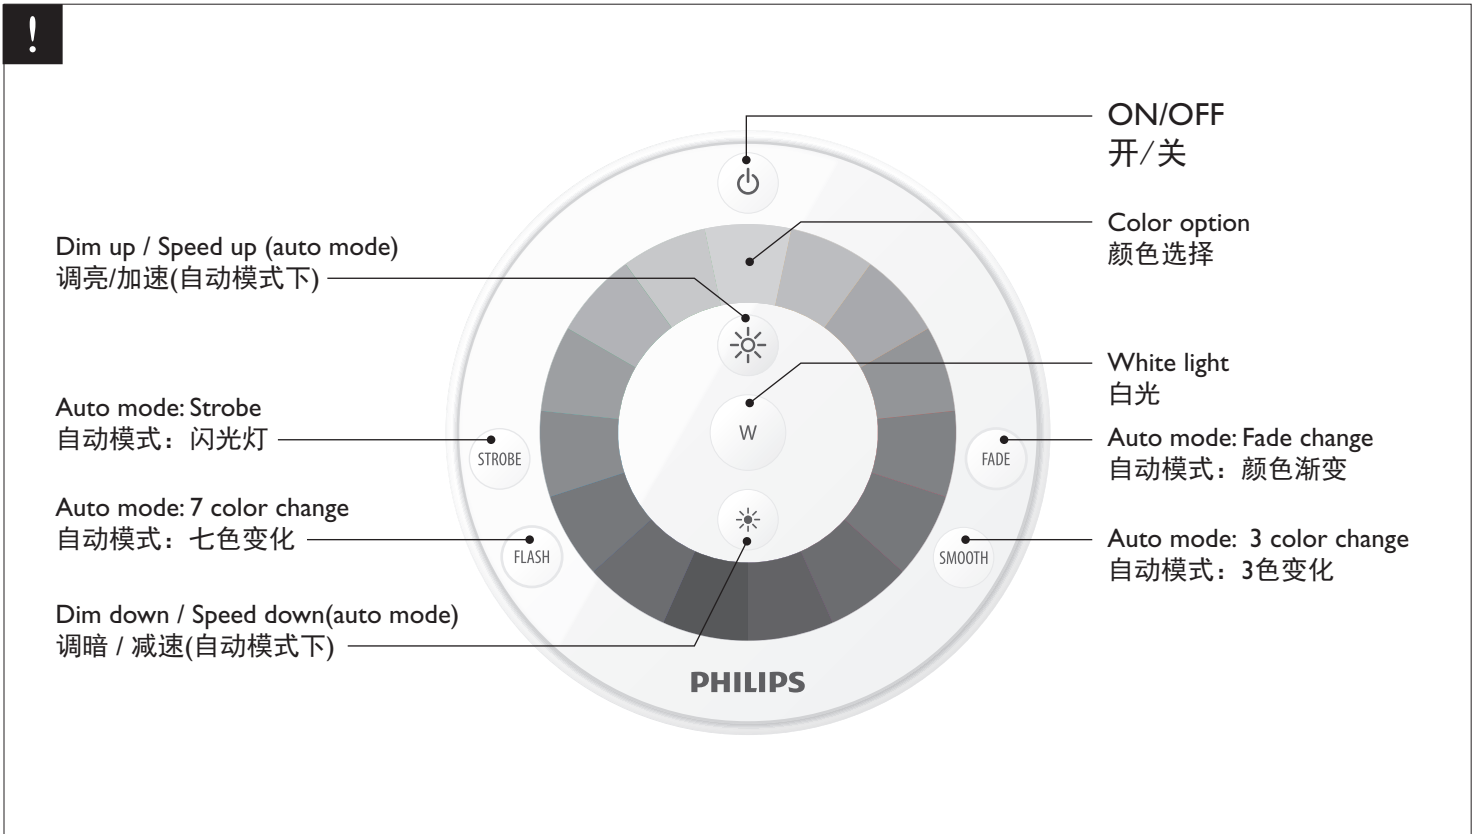 !
ON/OFF
开/关
Color option
颜色选择
Dim up / Speed up (auto mode)
调亮/加速(自动模式下)
White light
白光
W
Auto mode: Strobe
自动模式：闪光灯
STROBE
Auto mode: Fade change
自动模式：颜色渐变
FADE
Auto mode: 7 color change
自动模式：七色变化
FLASH
Auto mode: 3 color change
自动模式：3色变化
SMOOTH
Dim down / Speed down(auto mode)
调暗 / 减速(自动模式下)
PHILIPS